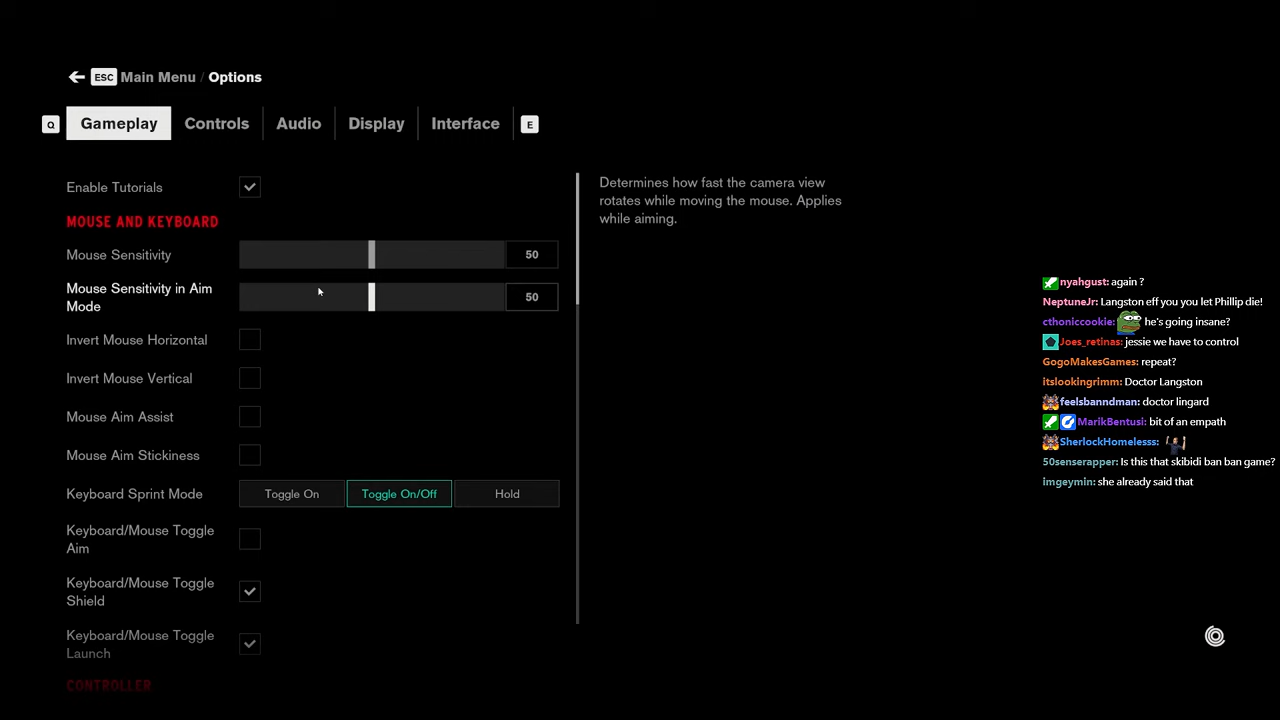 ESC Main Menu / Options
Q Gameplay Controls Audio Display Interface E
Enable Tutorials
MOUSE AND KEYBOARD
Mouse Sensitivity 50
Mouse Sensitivity in Aim
Mode 50
Invert Mouse Horizontal
Invert Mouse Vertical
Mouse Aim Assist
Mouse Aim Stickiness
Keyboard Sprint Mode Toggle On Toggle On/Off Hold
Keyboard/Mouse Toggle
Aim
Keyboard/Mouse Toggle
Shield
Keyboard/Mouse Toggle
Launch
CONTROLLER
Determines how fast the camera view
rotates while moving the mouse. Applies
while aiming.
nyahgust: again ?
NeptuneJr: Langston eff you you let Phillip die!
cthoniccookie: he's going insane?
Joes_retinas: jessie we have to control
GogoMakesGames: repeat?
itslookingrimm: Doctor Langston
feelsbanndman: doctor lingard
MarikBentusi: bit of an empath
SherlockHomelesss:
50senserapper: Is this that skibidi ban ban game?
imgeymin: she already said that